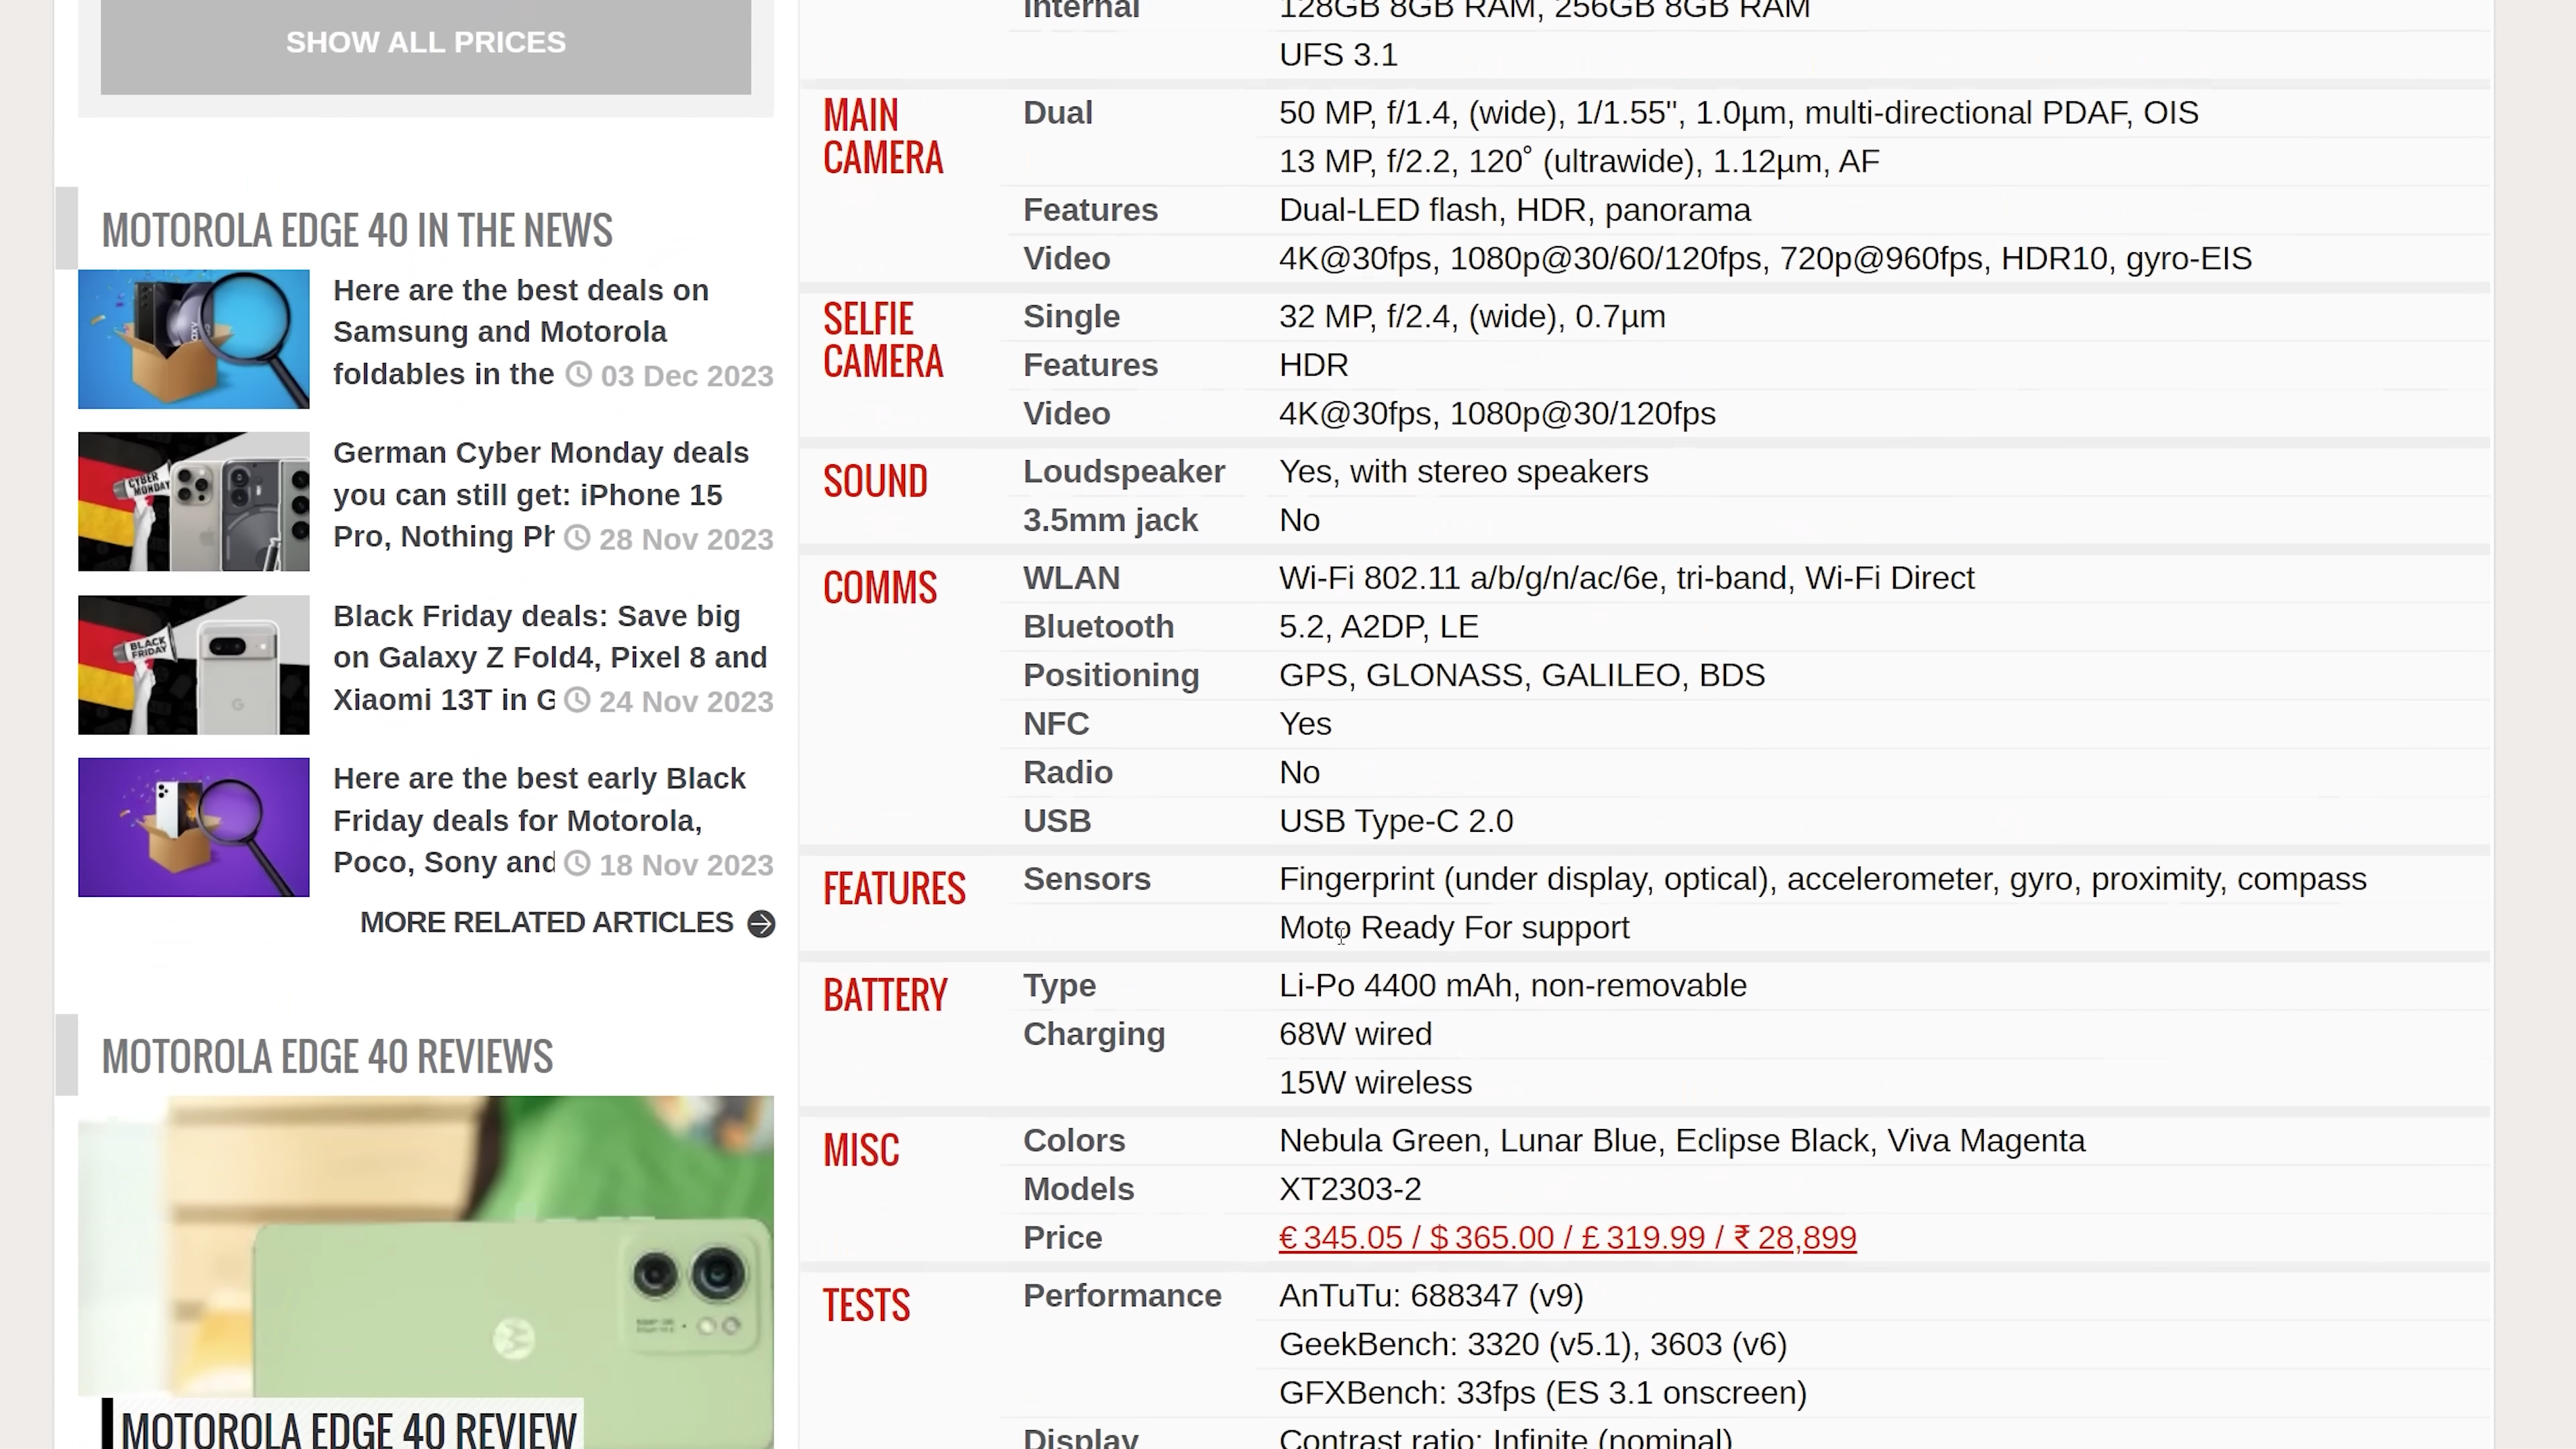 SHOW ALL PRICES
MOTOROLA EDGE 40 IN THE NEWS
Here are the best deals on
Samsung and Motorola
foldables in the 03 Dec 2023
CYBER
MONDAY
German Cyber Monday deals
you can still get: iPhone 15
Pro, Nothing Ph 28 Nov 2023
BLACK
FRIDAY
Black Friday deals: Save big
on Galaxy Z Fold4, Pixel 8 and
Xiaomi 13T in G 24 Nov 2023
Here are the best early Black
Friday deals for Motorola,
Poco, Sony and 18 Nov 2023
MORE RELATED ARTICLES
MOTOROLA EDGE 40 REVIEWS
MOTOROLA EDGE 40 REVIEW
Internal 128GB 8GB RAM, 256GB 8GB RAM
UFS 3.1
MAIN
CAMERA
Dual 50 MP, f/1.4, (wide), 1/1.55", 1.0µm, multi-directional PDAF, OIS
13 MP, f/2.2, 120˚ (ultrawide), 1.12µm, AF
Features Dual-LED flash, HDR, panorama
Video 4K@30fps, 1080p@30/60/120fps, 720p@960fps, HDR10, gyro-EIS
SELFIE
CAMERA
Single 32 MP, f/2.4, (wide), 0.7µm
Features HDR
Video 4K@30fps, 1080p@30/120fps
SOUND Loudspeaker Yes, with stereo speakers
3.5mm jack No
COMMS WLAN Wi-Fi 802.11 a/b/g/n/ac/6e, tri-band, Wi-Fi Direct
Bluetooth 5.2, A2DP, LE
Positioning GPS, GLONASS, GALILEO, BDS
NFC Yes
Radio No
USB USB Type-C 2.0
FEATURES Sensors Fingerprint (under display, optical), accelerometer, gyro, proximity, compass
Moto Ready For support
BATTERY Type Li-Po 4400 mAh, non-removable
Charging 68W wired
15W wireless
MISC Colors Nebula Green, Lunar Blue, Eclipse Black, Viva Magenta
Models XT2303-2
Price € 345.05 / $ 365.00 / £ 319.99 / ₹ 28,899
TESTS Performance AnTuTu: 688347 (v9)
GeekBench: 3320 (v5.1), 3603 (v6)
GFXBench: 33fps (ES 3.1 onscreen)
Display Contrast ratio: Infinite (nominal)